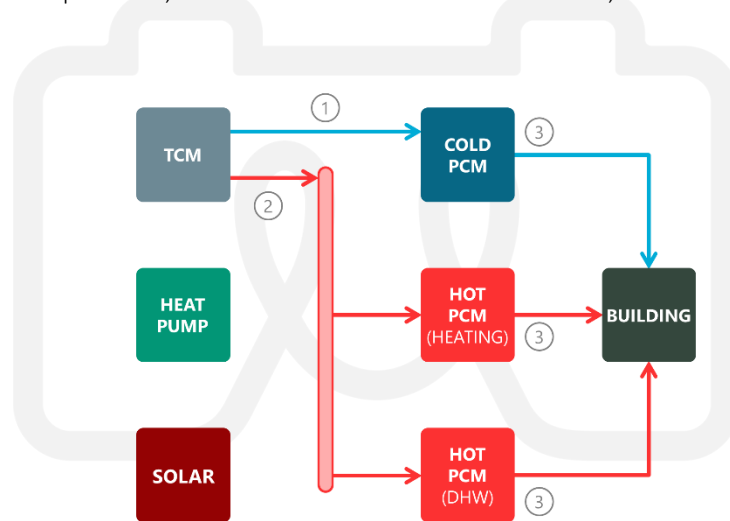 1
TCM
COLD
PCM
3
2
HEAT
PUMP
HOT
PCM
(HEATING)
3
BUILDING
SOLAR
HOT
PCM
(DHW)
3